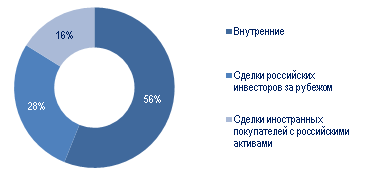 16%
28%
56%
Внутренние
Сделки российских
инвесторов за рубежом
Сделки иностранных
покупателей с российскими
активами